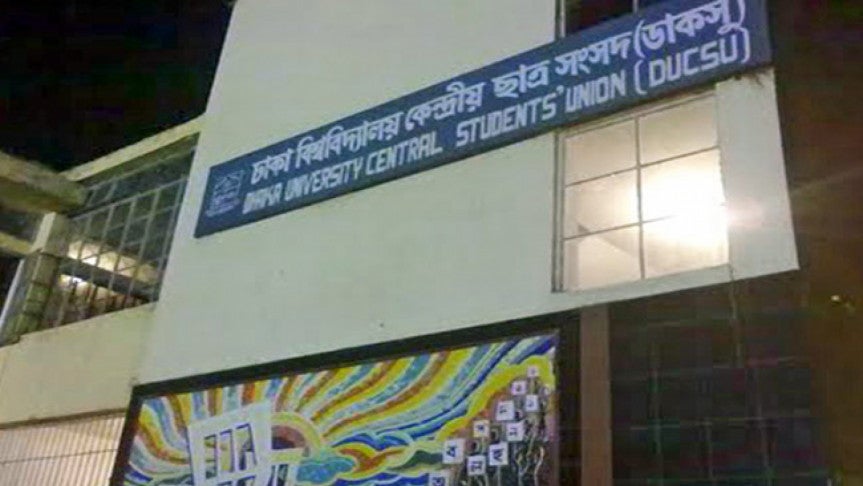 ঢাকা বিশ্ববিদ্যালয় কেন্দ্রীয় ছাত্র সংসদ (ডাকসু)
DHAKA UNIVERSITY CENTRAL STUDENTS' UNION (DUCSU)